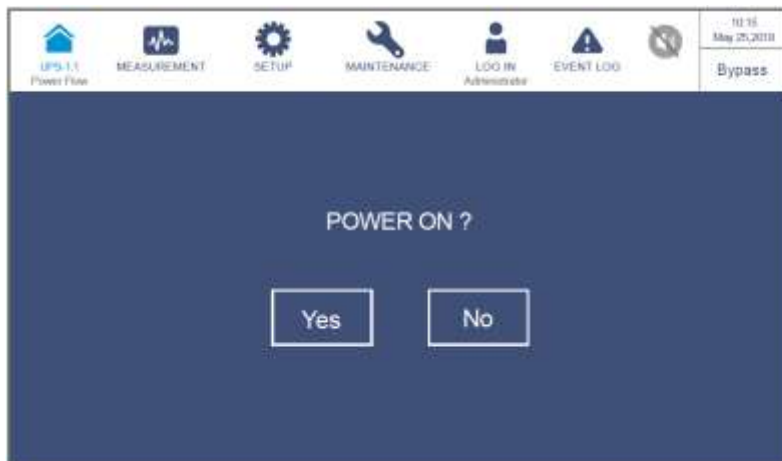 10:15
May 25,2018
UPS-1.1
MEASUREMENT
SETUP
MAINTENANCE
LOG IN
EVENT LOG
Bypass
Power Flow
Administrator
POWER ON ?
Yes
No